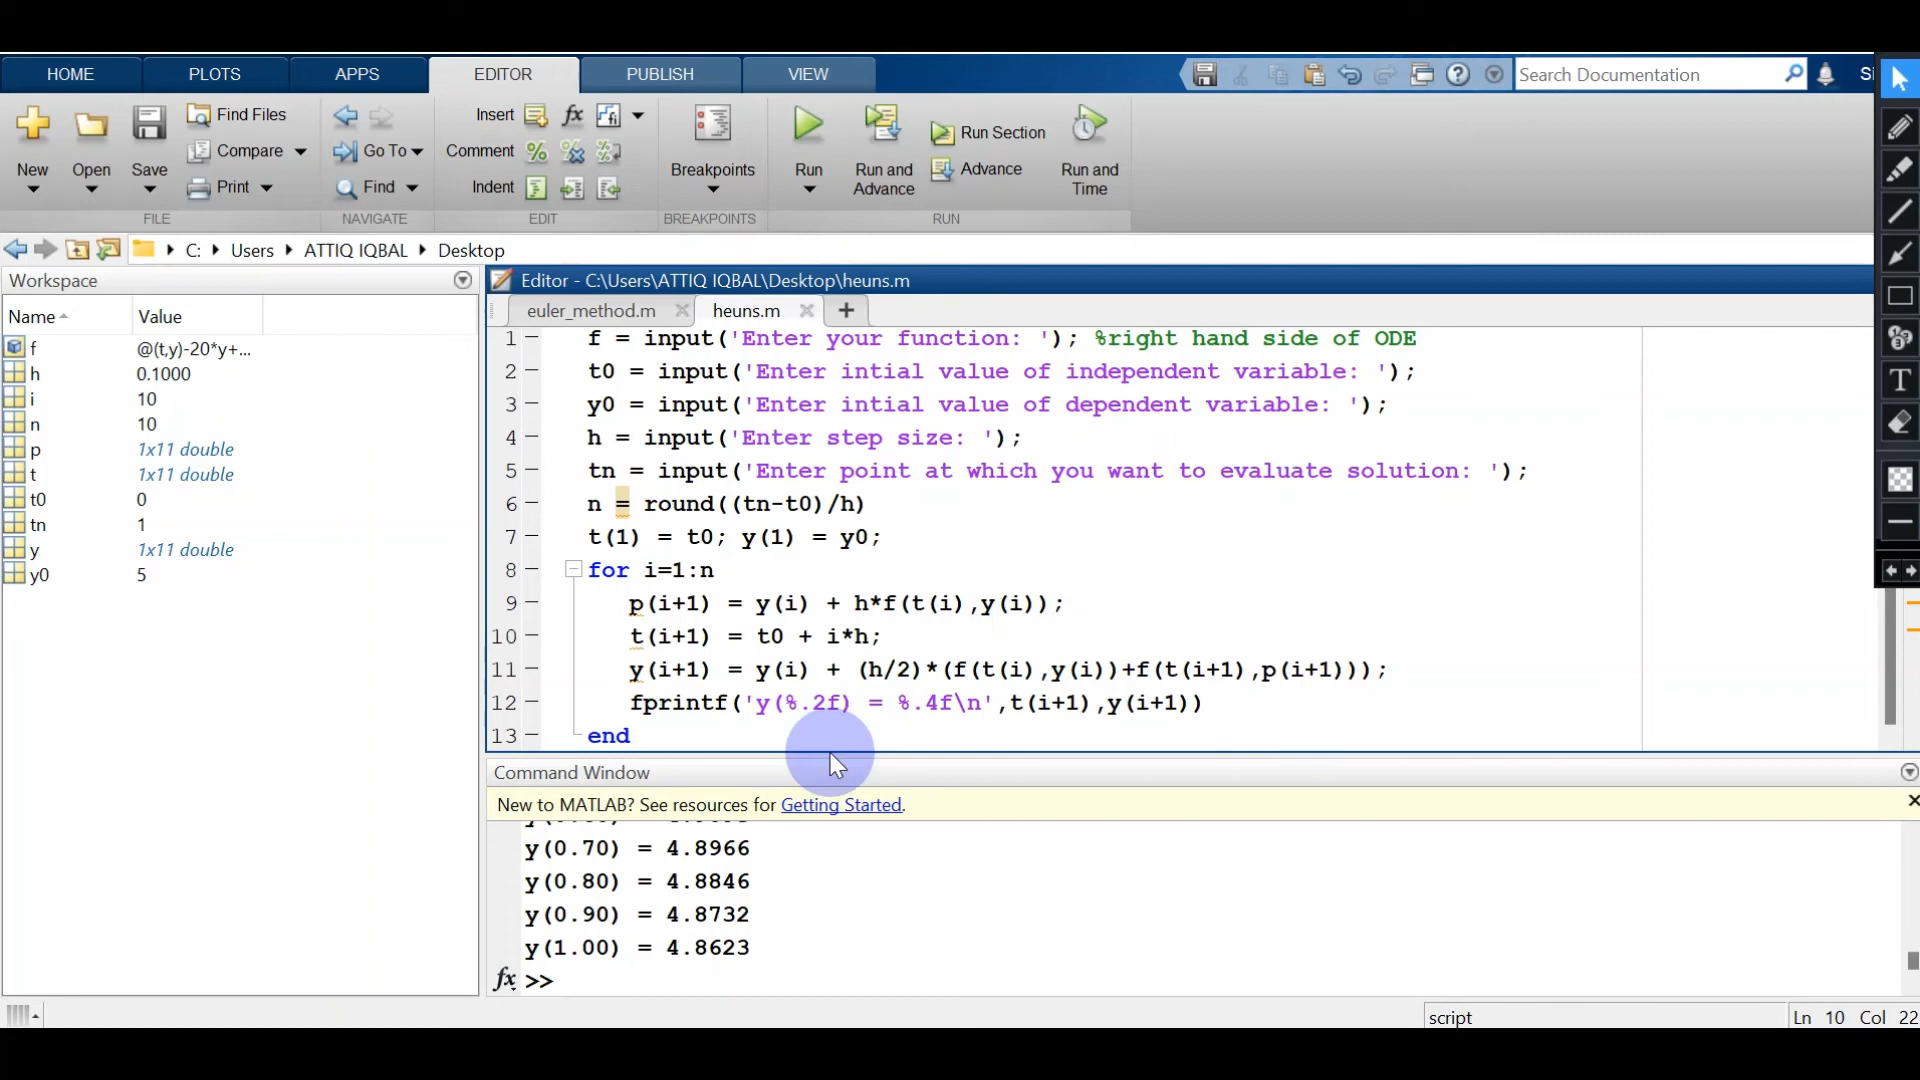 HOME PLOTS APPS EDITOR PUBLISH VIEW
Search Documentation
New
Open
Save
Find Files
Compare
Print
FILE
Go To
Find
NAVIGATE
Insert fx
Comment
Indent
EDIT
Breakpoints
BREAKPOINTS
Run
Run and
Advance
Run Section
Advance
Run and
Time
RUN
C: Users ATTIQ IQBAL Desktop
Workspace
Name Value
f @(t,y)-20*y+...
h 0.1000
i 10
n 10
p 1x11 double
t 1x11 double
t0 0
tn 1
y 1x11 double
y0 5
Editor - C:\Users\ATTIQ IQBAL\Desktop\heuns.m
euler_method.m heuns.m
1 f = input('Enter your function: '); %right hand side of ODE
2 t0 = input('Enter intial value of independent variable: ');
3 y0 = input('Enter intial value of dependent variable: ');
4 h = input('Enter step size: ');
5 tn = input('Enter point at which you want to evaluate solution: ');
6 n = round((tn-t0)/h)
7 t(1) = t0; y(1) = y0;
8 for i=1:n
9 p(i+1) = y(i) + h*f(t(i),y(i));
10 t(i+1) = t0 + i*h;
11 y(i+1) = y(i) + (h/2)*(f(t(i),y(i))+f(t(i+1),p(i+1)));
12 fprintf('y(%.2f) = %.4f\n',t(i+1),y(i+1))
13 end
Command Window
New to MATLAB? See resources for Getting Started.
y(0.70) = 4.8966
y(0.80) = 4.8846
y(0.90) = 4.8732
y(1.00) = 4.8623
fx >>
script
Ln 10 Col 22